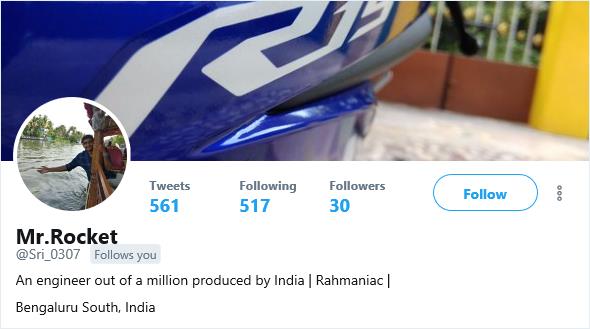 R15
Tweets
561
Following
517
Followers
30
Follow
Mr.Rocket
@Sri_0307 Follows you
An engineer out of a million produced by India | Rahmaniac |
Bengaluru South, India